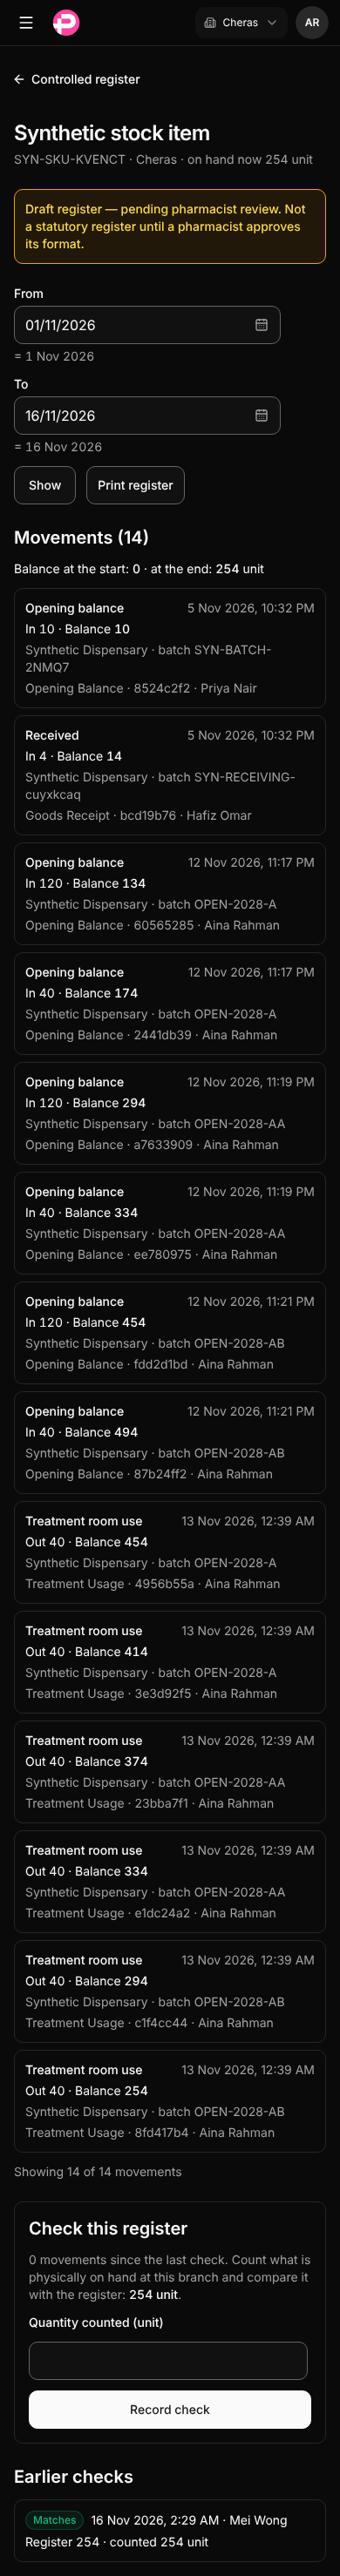 Cheras
AR
Controlled register
Synthetic stock item
SYN-SKU-KVENCT · Cheras · on hand now 254 unit
Draft register — pending pharmacist review. Not
a statutory register until a pharmacist approves
its format.
From
01/11/2026
= 1 Nov 2026
To
16/11/2026
= 16 Nov 2026
Show
Print register
Movements (14)
Balance at the start: 0 · at the end: 254 unit
Opening balance
5 Nov 2026, 10:32 PM
In 10 · Balance 10
Synthetic Dispensary · batch SYN-BATCH-
2NMQ7
Opening Balance · 8524c2f2 · Priya Nair
Received
5 Nov 2026, 10:32 PM
In 4 · Balance 14
Synthetic Dispensary · batch SYN-RECEIVING-
cuyxkcaq
Goods Receipt · bcd19b76 · Hafiz Omar
Opening balance
12 Nov 2026, 11:17 PM
In 120 · Balance 134
Synthetic Dispensary · batch OPEN-2028-A
Opening Balance · 60565285 · Aina Rahman
Opening balance
12 Nov 2026, 11:17 PM
In 40 · Balance 174
Synthetic Dispensary · batch OPEN-2028-A
Opening Balance · 2441db39 · Aina Rahman
Opening balance
12 Nov 2026, 11:19 PM
In 120 · Balance 294
Synthetic Dispensary · batch OPEN-2028-AA
Opening Balance · a7633909 · Aina Rahman
Opening balance
12 Nov 2026, 11:19 PM
In 40 · Balance 334
Synthetic Dispensary · batch OPEN-2028-AA
Opening Balance · ee780975 · Aina Rahman
Opening balance
12 Nov 2026, 11:21 PM
In 120 · Balance 454
Synthetic Dispensary · batch OPEN-2028-AB
Opening Balance · fdd2d1bd · Aina Rahman
Opening balance
12 Nov 2026, 11:21 PM
In 40 · Balance 494
Synthetic Dispensary · batch OPEN-2028-AB
Opening Balance · 87b24ff2 · Aina Rahman
Treatment room use
13 Nov 2026, 12:39 AM
Out 40 · Balance 454
Synthetic Dispensary · batch OPEN-2028-A
Treatment Usage · 4956b55a · Aina Rahman
Treatment room use
13 Nov 2026, 12:39 AM
Out 40 · Balance 414
Synthetic Dispensary · batch OPEN-2028-A
Treatment Usage · 3e3d92f5 · Aina Rahman
Treatment room use
13 Nov 2026, 12:39 AM
Out 40 · Balance 374
Synthetic Dispensary · batch OPEN-2028-AA
Treatment Usage · 23bba7f1 · Aina Rahman
Treatment room use
13 Nov 2026, 12:39 AM
Out 40 · Balance 334
Synthetic Dispensary · batch OPEN-2028-AA
Treatment Usage · e1dc24a2 · Aina Rahman
Treatment room use
13 Nov 2026, 12:39 AM
Out 40 · Balance 294
Synthetic Dispensary · batch OPEN-2028-AB
Treatment Usage · c1f4cc44 · Aina Rahman
Treatment room use
13 Nov 2026, 12:39 AM
Out 40 · Balance 254
Synthetic Dispensary · batch OPEN-2028-AB
Treatment Usage · 8fd417b4 · Aina Rahman
Showing 14 of 14 movements
Check this register
0 movements since the last check. Count what is
physically on hand at this branch and compare it
with the register: 254 unit.
Quantity counted (unit)
Record check
Earlier checks
Matches
16 Nov 2026, 2:29 AM · Mei Wong
Register 254 · counted 254 unit